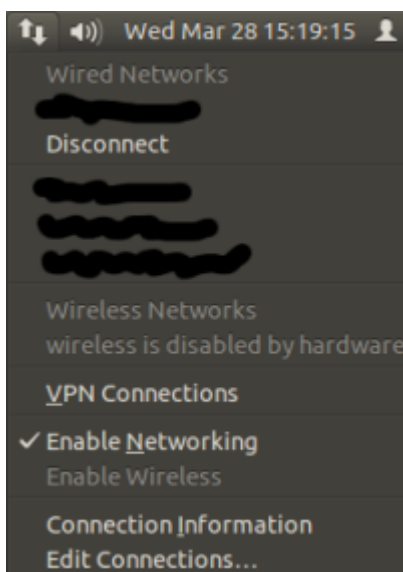 Wed Mar 28 15:19:15
Wired Networks
Disconnect
Wireless Networks
wireless is disabled by hardware
VPN Connections
Enable Networking
Enable Wireless
Connection Information
Edit Connections...